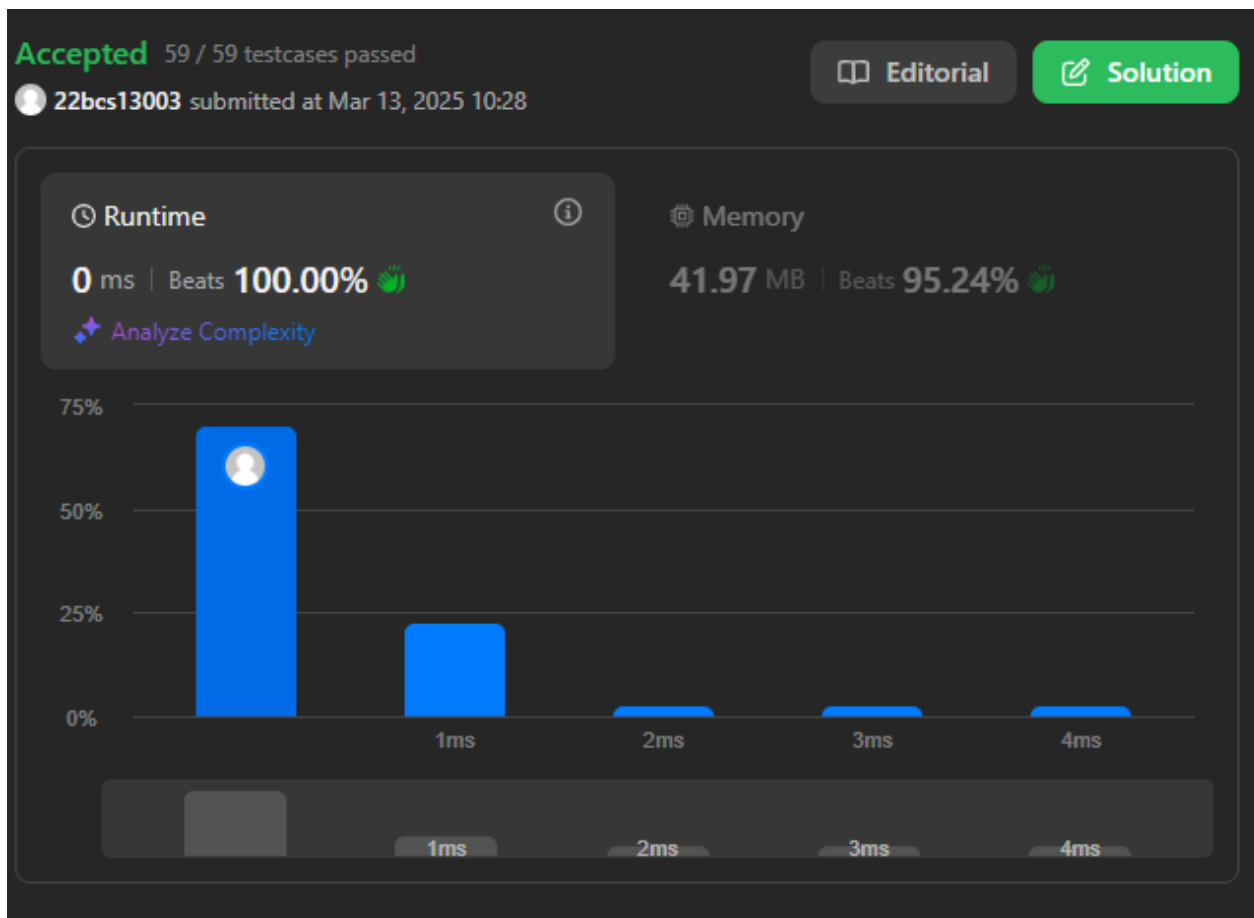 Accepted 59 / 59 testcases passed
22bcs13003 submitted at Mar 13, 2025 10:28
Editorial
Solution
Runtime
0 ms | Beats 100.00%
Analyze Complexity
Memory
41.97 MB | Beats 95.24%
75%
50%
25%
0%
1ms 2ms 3ms 4ms
1ms 2ms 3ms 4ms